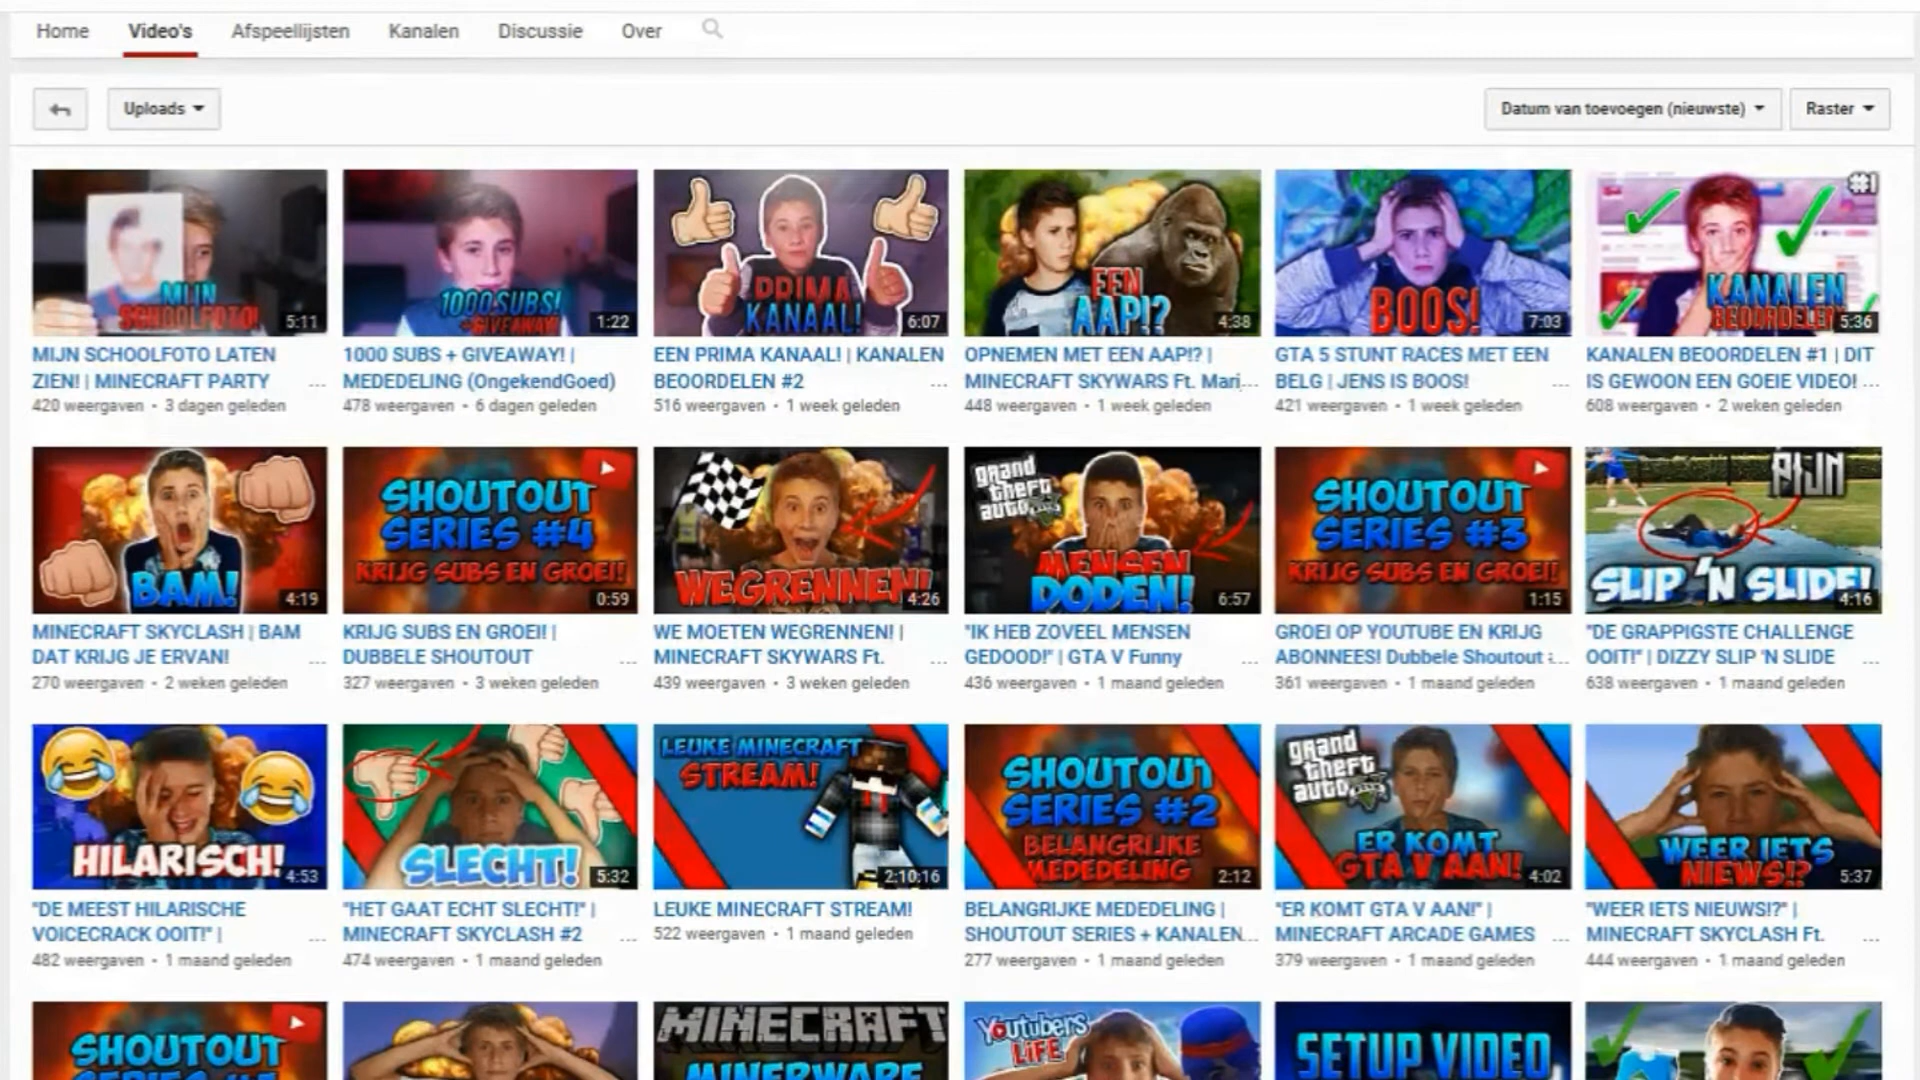 Home Video's Afspeellijsten Kanalen Discussie Over
Uploads Datum van toevoegen (nieuwste) Raster
MIJN SCHOOLFOTO! 5:11
1000 SUBS! +GIVEAWAY! 1:22
PRIMA KANAAL! 6:07
EEN AAP!? 4:38
BOOS! 7:03
#1 KANALEN BEOORDELEN 5:36
MIJN SCHOOLFOTO LATEN
ZIEN! | MINECRAFT PARTY ...
420 weergaven • 3 dagen geleden
1000 SUBS + GIVEAWAY! |
MEDEDELING (OngekendGoed)
478 weergaven • 6 dagen geleden
EEN PRIMA KANAAL! | KANALEN
BEOORDELEN #2 ...
516 weergaven • 1 week geleden
OPNEMEN MET EEN AAP!? |
MINECRAFT SKYWARS Ft. Mari...
448 weergaven • 1 week geleden
GTA 5 STUNT RACES MET EEN
BELG | JENS IS BOOS! ...
421 weergaven • 1 week geleden
KANALEN BEOORDELEN #1 | DIT
IS GEWOON EEN GOEIE VIDEO! ...
608 weergaven • 2 weken geleden
BAM! 4:19
SHOUTOUT
SERIES #4
KRIJG SUBS EN GROEI! 0:59
WEGRENNEN! 4:26
grand
theft
auto
MENSEN
DODEN! 6:57
SHOUTOUT
SERIES #3
KRIJG SUBS EN GROEI! 1:15
PIJN
SLIP 'N SLIDE! 4:16
MINECRAFT SKYCLASH | BAM
DAT KRIJG JE ERVAN! ...
270 weergaven • 2 weken geleden
KRIJG SUBS EN GROEI! |
DUBBELE SHOUTOUT ...
327 weergaven • 3 weken geleden
WE MOETEN WEGRENNEN! |
MINECRAFT SKYWARS Ft. ...
439 weergaven • 3 weken geleden
"IK HEB ZOVEEL MENSEN
GEDOOD!" | GTA V Funny ...
436 weergaven • 1 maand geleden
GROEI OP YOUTUBE EN KRIJG
ABONNEES! Dubbele Shoutout ...
361 weergaven • 1 maand geleden
"DE GRAPPIGSTE CHALLENGE
OOIT!" | DIZZY SLIP 'N SLIDE ...
638 weergaven • 1 maand geleden
HILARISCH! 4:53
SLECHT! 5:32
LEUKE MINECRAFT
STREAM! 2:10:16
SHOUTOUT
SERIES #2
BELANGRIJKE
MEDEDELING 2:12
grand
theft
auto
ER KOMT
GTA V AAN! 4:02
WEER IETS
NIEWS!? 5:37
"DE MEEST HILARISCHE
VOICECRACK OOIT!" | ...
482 weergaven • 1 maand geleden
"HET GAAT ECHT SLECHT!" |
MINECRAFT SKYCLASH #2 ...
474 weergaven • 1 maand geleden
LEUKE MINECRAFT STREAM!
522 weergaven • 1 maand geleden
BELANGRIJKE MEDEDELING |
SHOUTOUT SERIES + KANALEN...
277 weergaven • 1 maand geleden
"ER KOMT GTA V AAN!" |
MINECRAFT ARCADE GAMES ...
379 weergaven • 1 maand geleden
"WEER IETS NIEUWS!?" |
MINECRAFT SKYCLASH Ft. ...
444 weergaven • 1 maand geleden
SHOUTOUT
SERIES
MINECRAFT
MINERWARE
Youtubers
LIFE
SETUP VIDEO